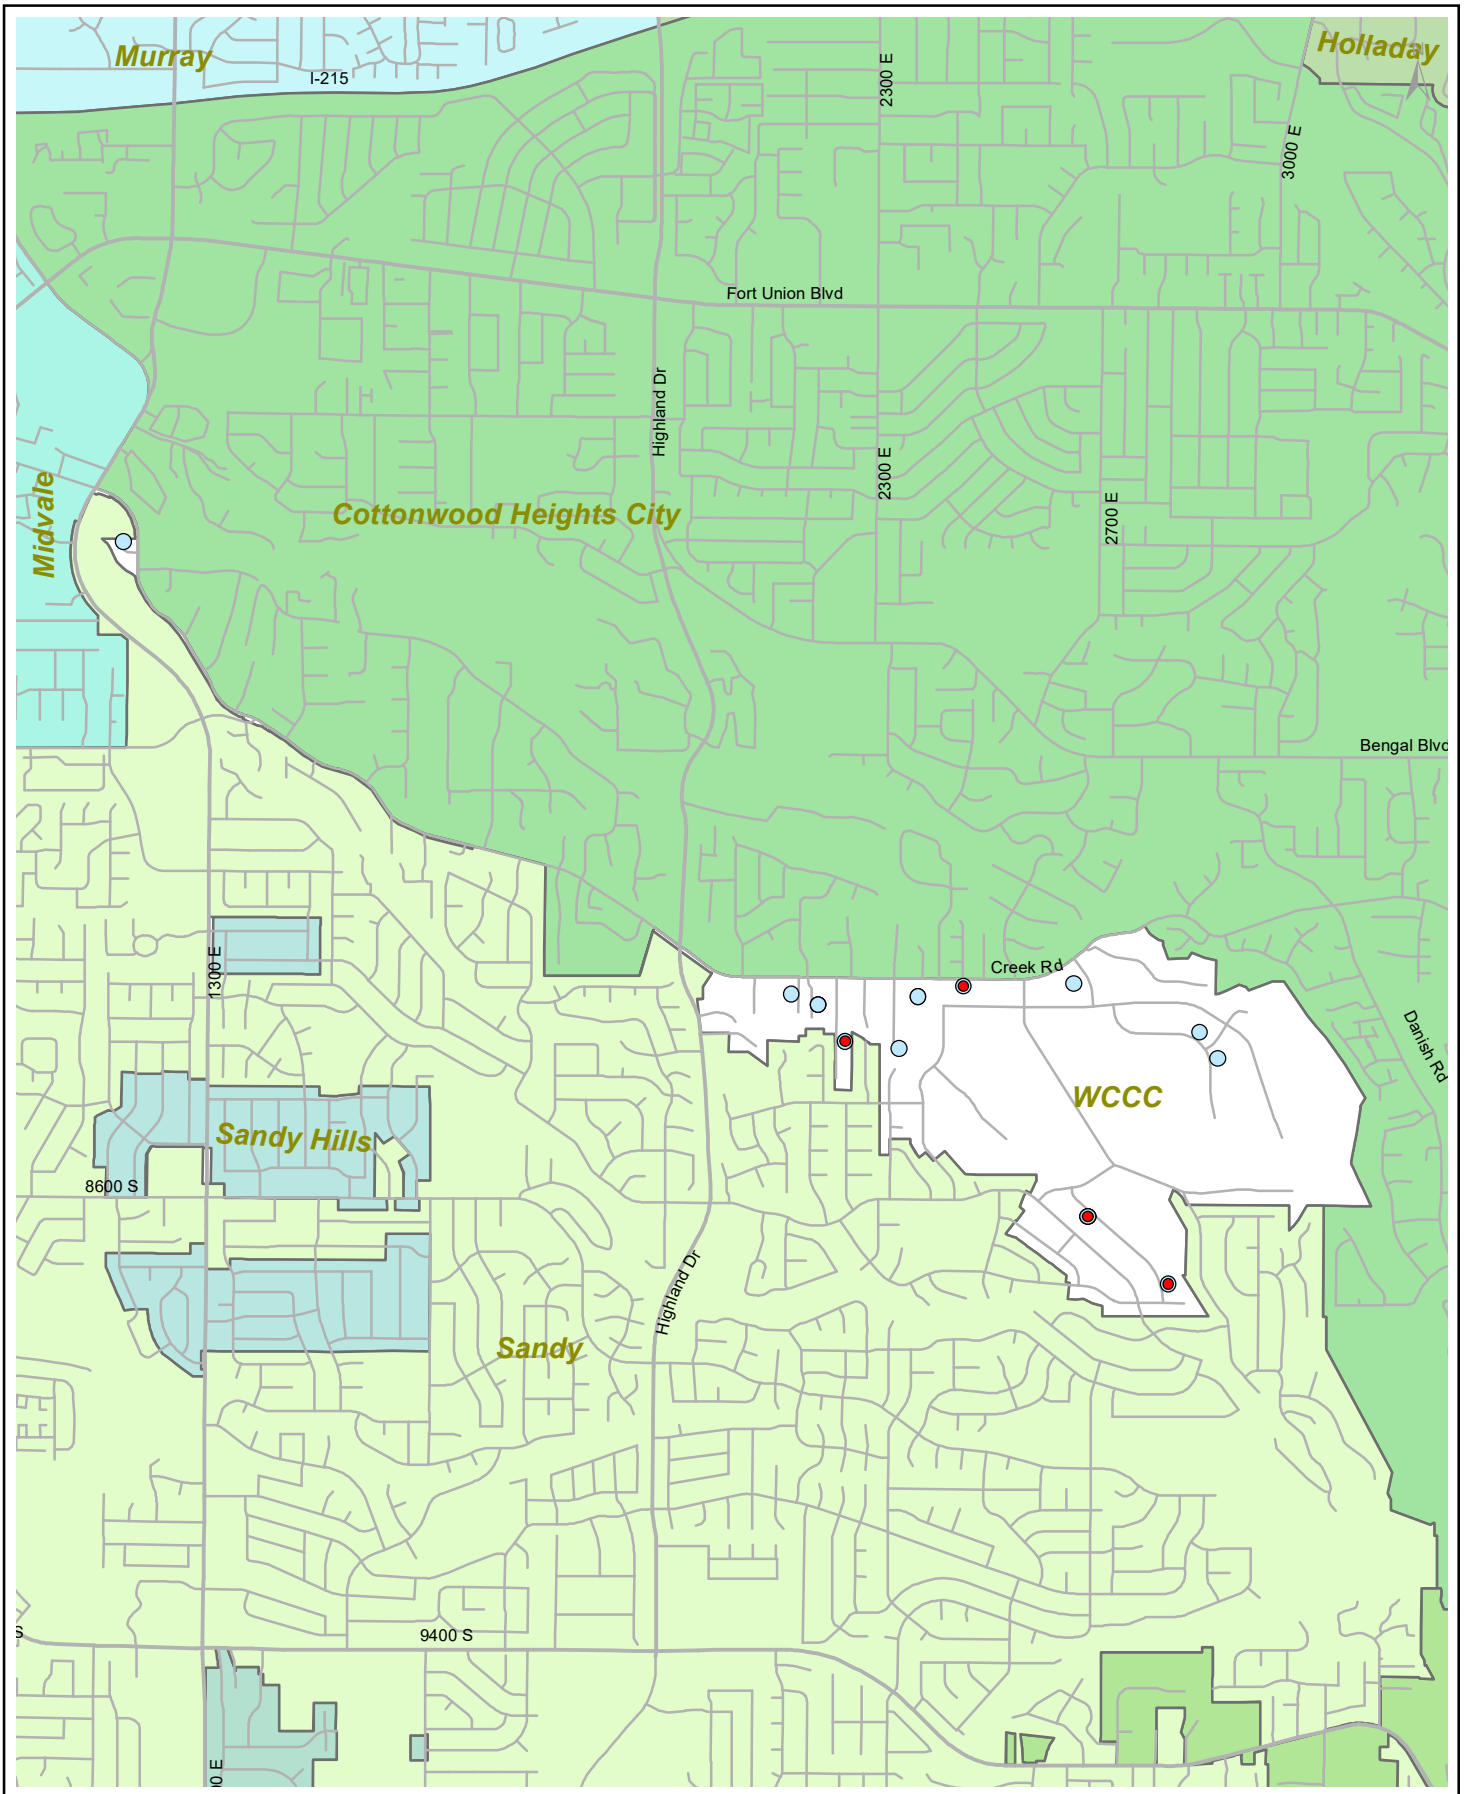 Murray
Holladay
I-215
2300 E
3000 E
Fort Union Blvd
Highland Dr
2300 E
Midvale
Cottonwood Heights City
2700 E
Bengal Blvd
1300 E
Creek Rd
Danish Rd
WCCC
Sandy Hills
8600 S
Highland Dr
Sandy
S
9400 S
00 E